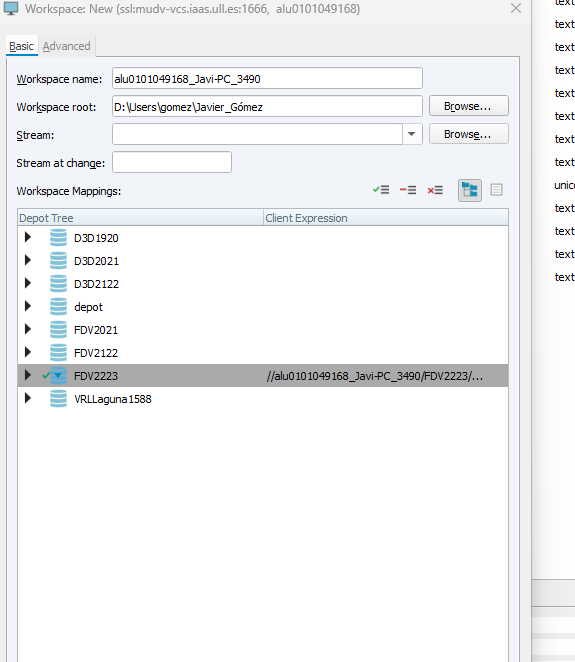 Workspace: New (ssl:mudv-vcs.iaas.ull.es:1666, alu0101049168)
Basic Advanced
Workspace name: alu0101049168_Javi-PC_3490
Workspace root: D:\Users\gomez\Javier_Gómez Browse...
Stream: Browse...
Stream at change:
Workspace Mappings:
Depot Tree Client Expression
D3D1920
D3D2021
D3D2122
depot
FDV2021
FDV2122
FDV2223 //alu0101049168_Javi-PC_3490/FDV2223/...
VRLLaguna1588
text
text
text
text
text
text
text
text
text
text
text
text